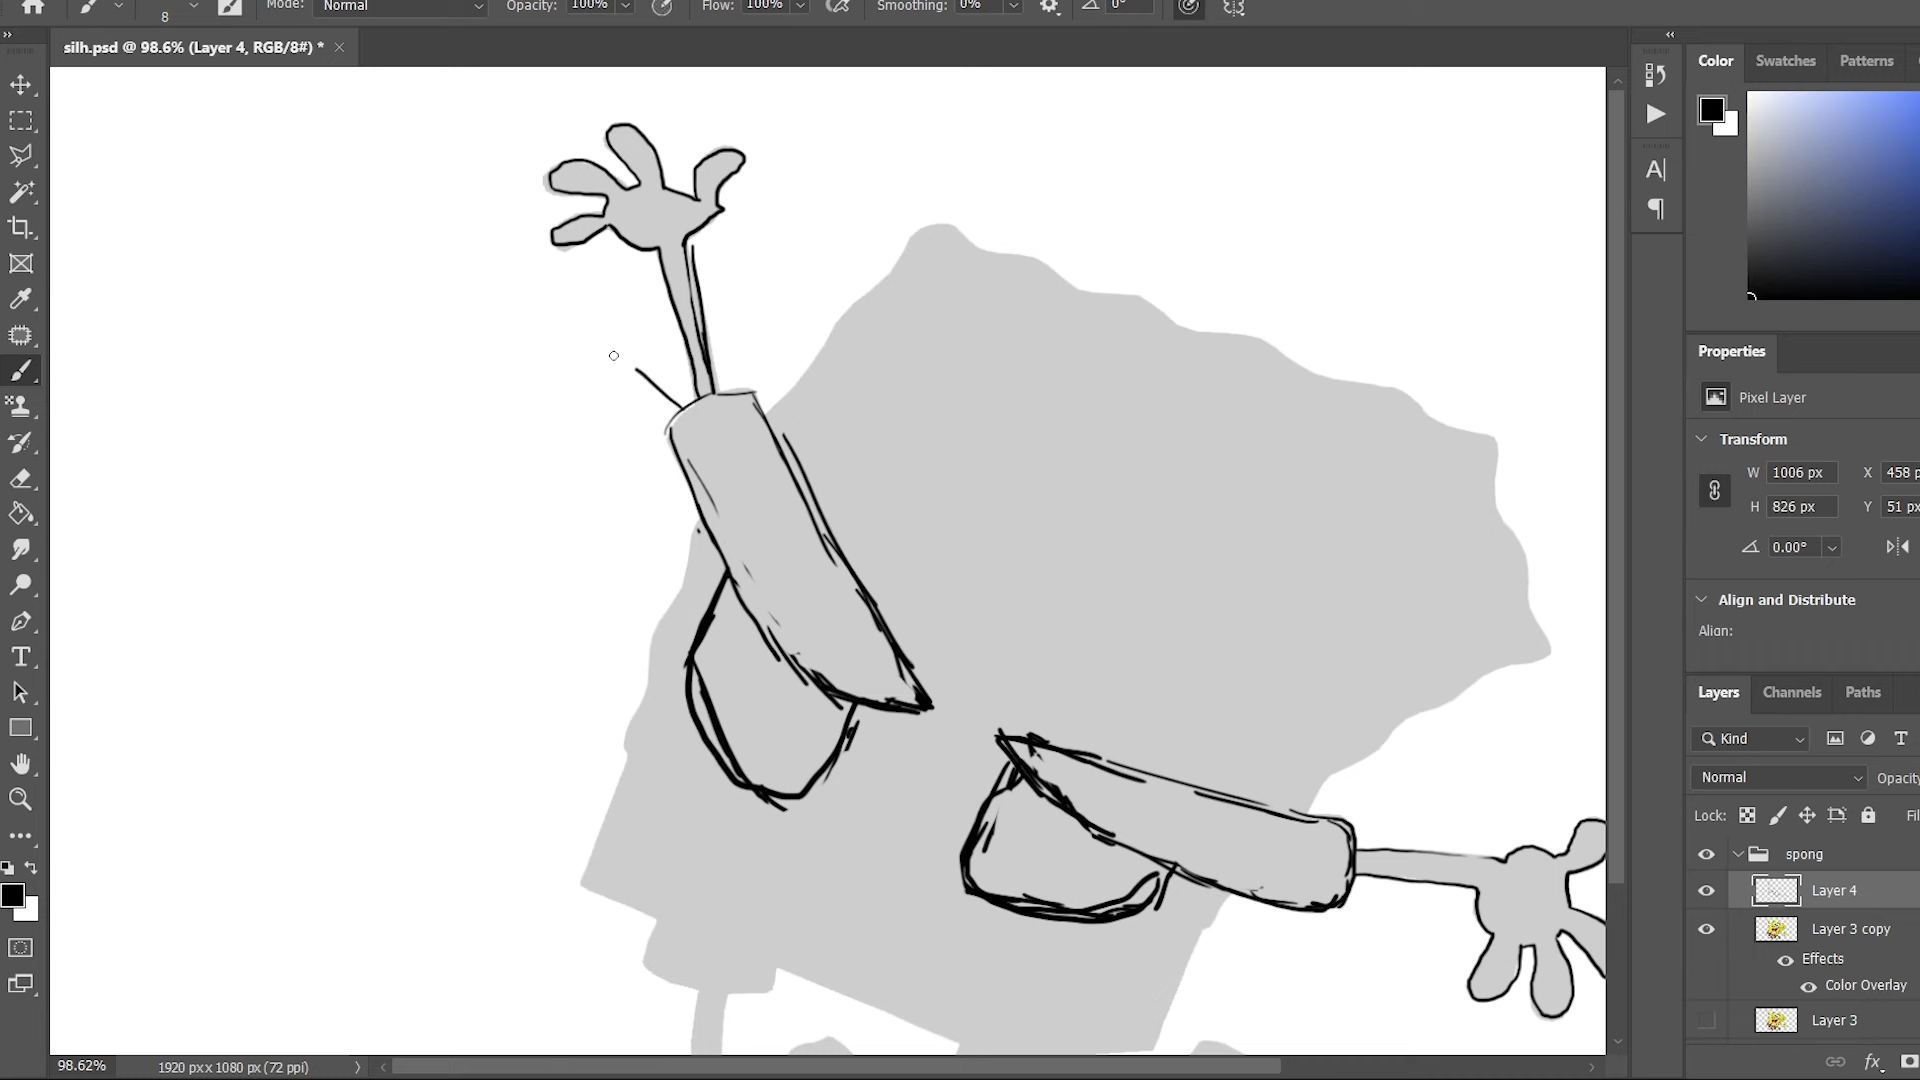 8
Mode: Normal
Opacity: 100%
Flow: 100%
Smoothing: 0%
0°
silh.psd @ 98.6% (Layer 4, RGB/8#) *
Color Swatches Patterns
Properties
Pixel Layer
Transform
W 1006 px X 458 p
H 826 px Y 51 px
0.00°
Align and Distribute
Align:
Layers Channels Paths
Kind
Normal Opacity
Lock: Fil
spong
Layer 4
Layer 3 copy
Effects
Color Overlay
Layer 3
fx
98.62% 1920 px x 1080 px (72 ppi)